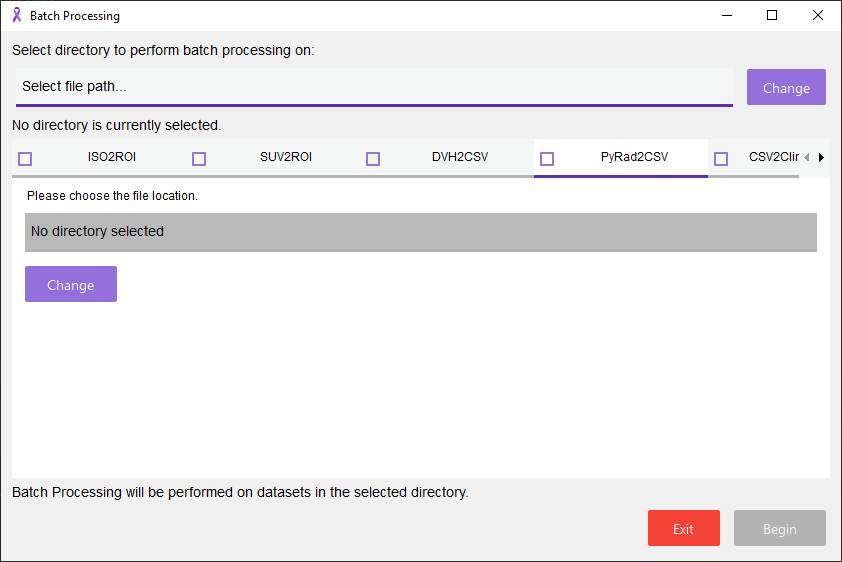 Batch Processing
Select directory to perform batch processing on:
Select file path...
Change
No directory is currently selected.
ISO2ROI
SUV2ROI
DVH2CSV
PyRad2CSV
CSV2Clin
Please choose the file location.
No directory selected
Change
Batch Processing will be performed on datasets in the selected directory.
Exit
Begin